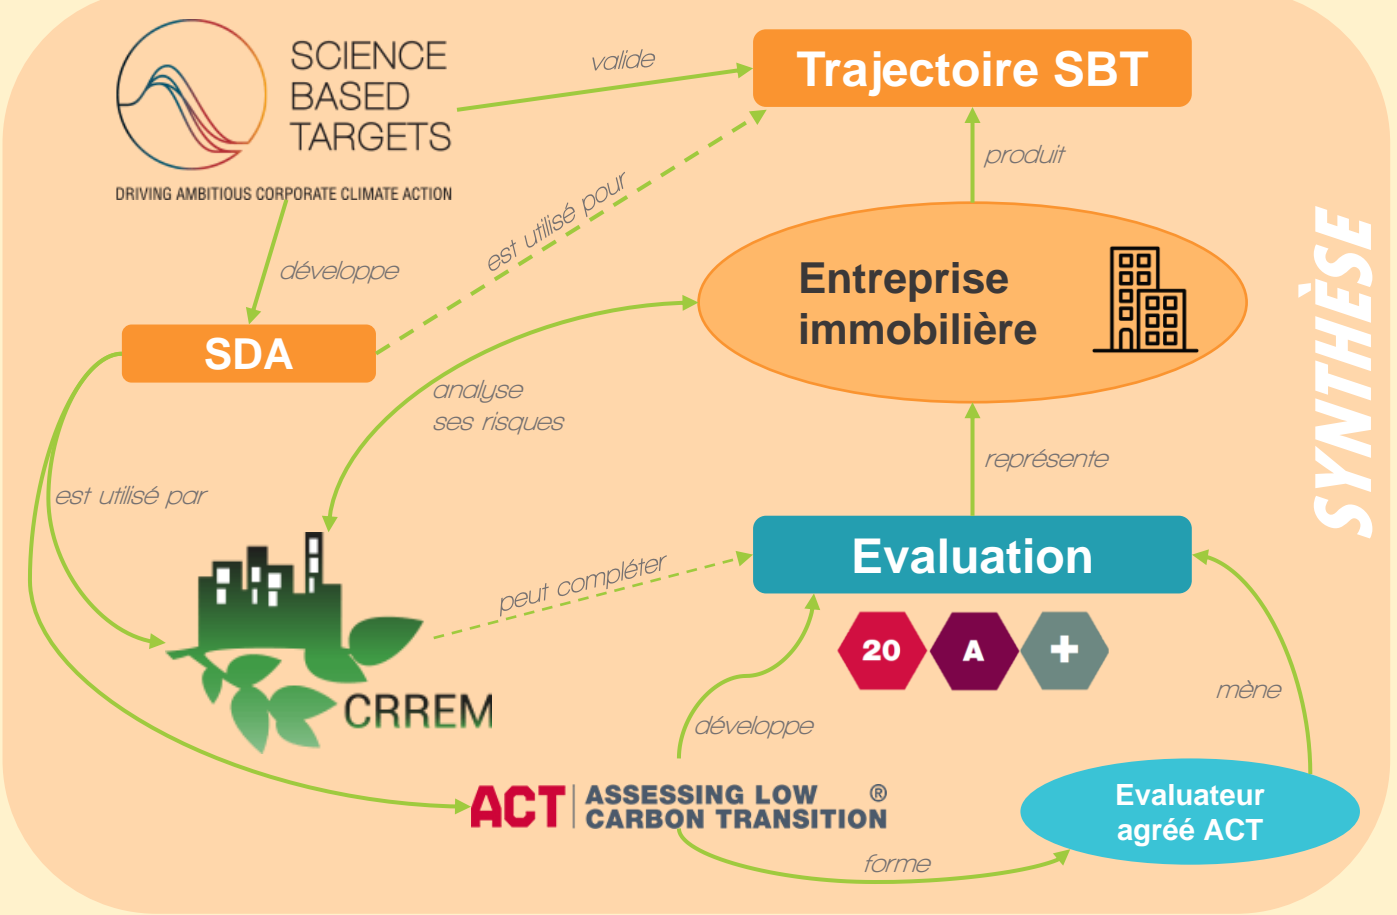 SCIENCE
BASED
TARGETS
DRIVING AMBITIOUS CORPORATE CLIMATE ACTION
valide
Trajectoire SBT
produit
est utilisé pour
développe
SDA
Entreprise
immobilière
analyse
ses risques
SYNTHÈSE
représente
est utilisé par
Evaluation
peut compléter
20
A
+
CRREM
développe
mène
ACT
ASSESSING LOW ®
CARBON TRANSITION
Evaluateur
agréé ACT
forme